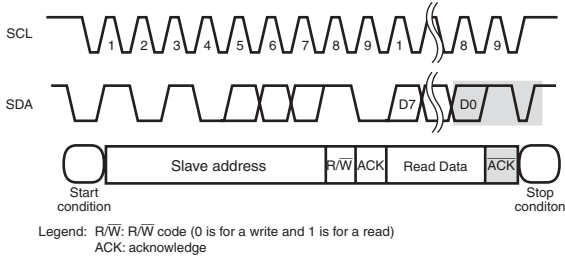 SCL
1 2 3 4 5 6 7 8 9 1 8 9
SDA
D7 D0
Slave address R/W̅ ACK Read Data A̅C̅K̅
Start condition
Stop conditon
Legend: R/W̅: R/W̅ code (0 is for a write and 1 is for a read)
ACK: acknowledge